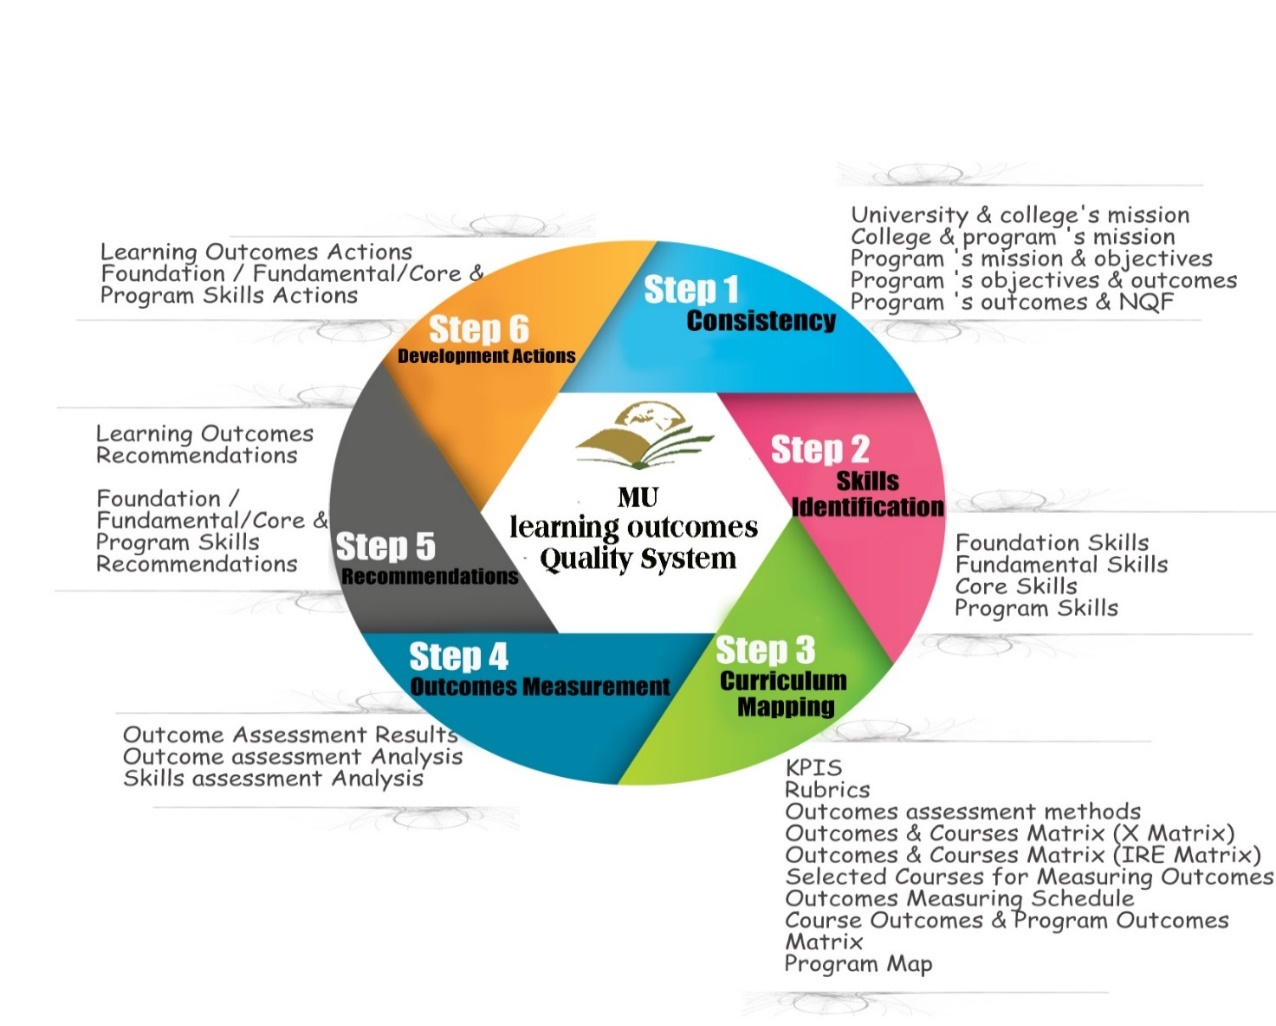 University & college's mission
College & program 's mission
Program 's mission & objectives
Program 's objectives & outcomes
Program 's outcomes & NQF
Learning Outcomes Actions
Foundation / Fundamental/Core &
Program Skills Actions
Step 1
Consistency
Step 6
Development Actions
Learning Outcomes
Recommendations
Foundation /
Fundamental/Core &
Program Skills
Recommendations
Step 2
Skills
Identification
MU
learning outcomes
Quality System
Step 5
Recommendations
Foundation Skills
Fundamental Skills
Core Skills
Program Skills
Step 4
Outcomes Measurement
Step 3
Curriculum
Mapping
Outcome Assessment Results
Outcome assessment Analysis
Skills assessment Analysis
KPIS
Rubrics
Outcomes assessment methods
Outcomes & Courses Matrix (X Matrix)
Outcomes & Courses Matrix (IRE Matrix)
Selected Courses for Measuring Outcomes
Outcomes Measuring Schedule
Course Outcomes & Program Outcomes
Matrix
Program Map